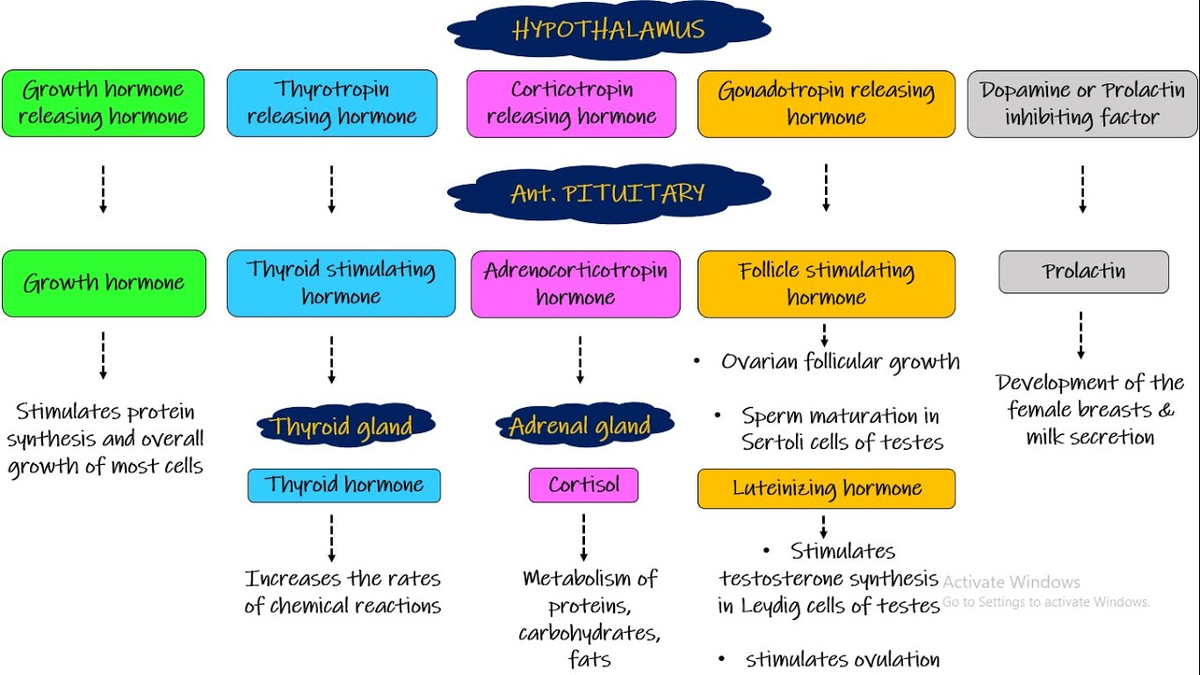 HYPOTHALAMUS
Growth hormone
releasing hormone
Thyrotropin
releasing hormone
Corticotropin
releasing hormone
Gonadotropin releasing
hormone
Dopamine or Prolactin
inhibiting factor
Ant. PITUITARY
Growth hormone
Thyroid stimulating
hormone
Adrenocorticotropin
hormone
Follicle stimulating
hormone
Prolactin
Stimulates protein
synthesis and overall
growth of most cells
Thyroid gland
Thyroid hormone
Increases the rates
of chemical reactions
Adrenal gland
Cortisol
Metabolism of
proteins,
carbohydrates,
fats
• Ovarian follicular growth
• Sperm maturation in
Sertoli cells of testes
Luteinizing hormone
• Stimulates
testosterone synthesis
in Leydig cells of testes
• stimulates ovulation
Development of the
female breasts &
milk secretion
Activate Windows
Go to Settings to activate Windows.